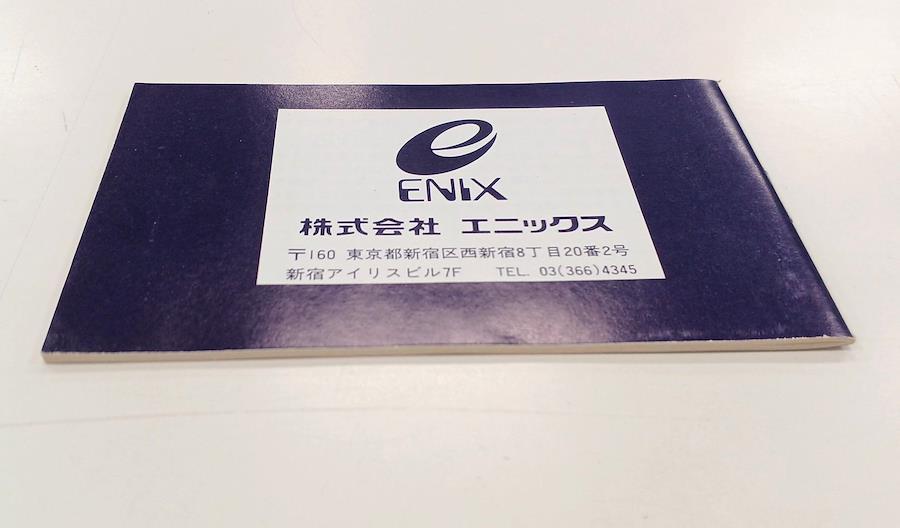 ENIX
株式会社 エニックス
〒160 東京都新宿区西新宿8丁目20番2号
新宿アイリスビル7F TEL. 03(366)4345